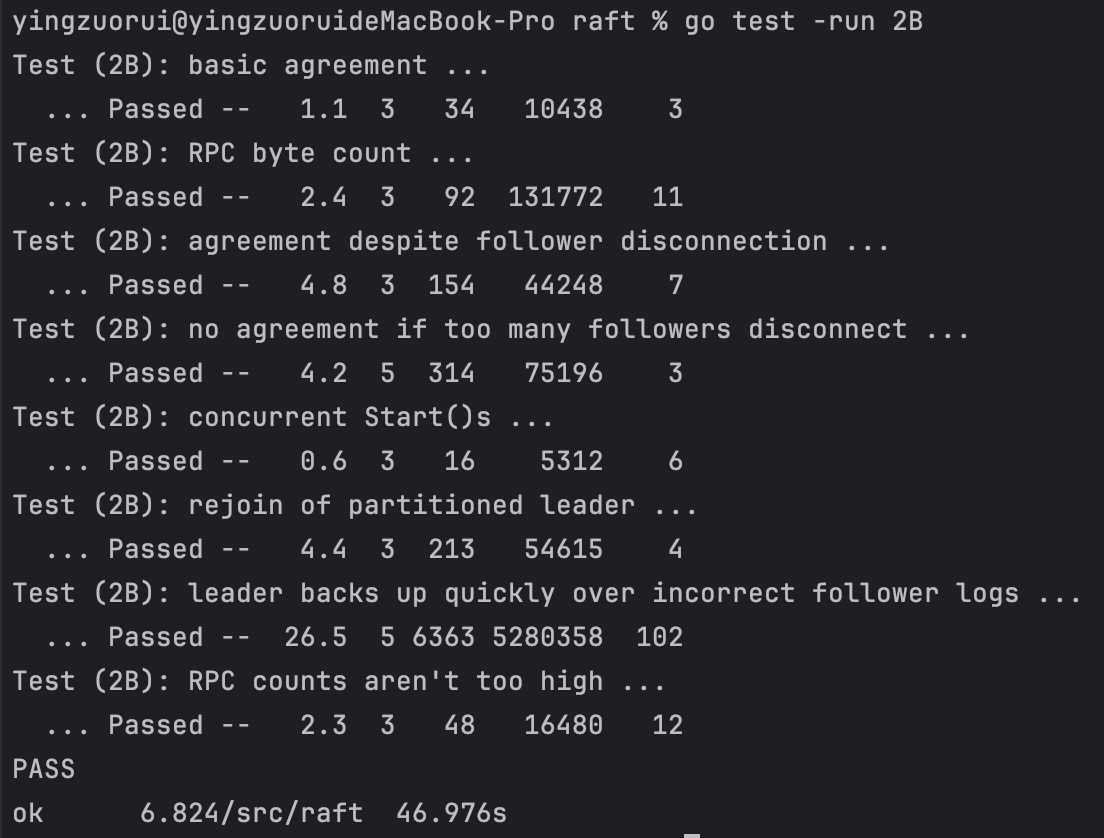 yingzuorui@yingzuoruideMacBook-Pro raft % go test -run 2B
Test (2B): basic agreement ...
  ... Passed --   1.1  3   34   10438    3
Test (2B): RPC byte count ...
  ... Passed --   2.4  3   92  131772   11
Test (2B): agreement despite follower disconnection ...
  ... Passed --   4.8  3  154   44248    7
Test (2B): no agreement if too many followers disconnect ...
  ... Passed --   4.2  5  314   75196    3
Test (2B): concurrent Start()s ...
  ... Passed --   0.6  3   16    5312    6
Test (2B): rejoin of partitioned leader ...
  ... Passed --   4.4  3  213   54615    4
Test (2B): leader backs up quickly over incorrect follower logs ...
  ... Passed --  26.5  5 6363 5280358  102
Test (2B): RPC counts aren't too high ...
  ... Passed --   2.3  3   48   16480   12
PASS
ok      6.824/src/raft  46.976s